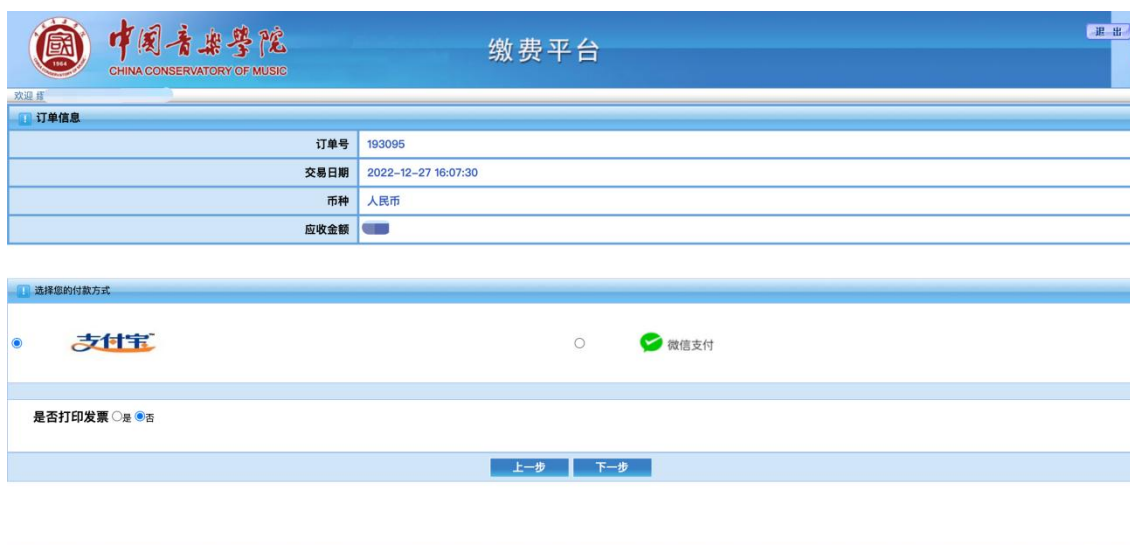 中国音乐学院
CHINA CONSERVATORY OF MUSIC
1964
缴费平台
退 出
欢迎
订单信息
订单号 193095
交易日期 2022-12-27 16:07:30
币种 人民币
应收金额
选择您的付款方式
支付宝 微信支付
是否打印发票 是 否
上一步 下一步